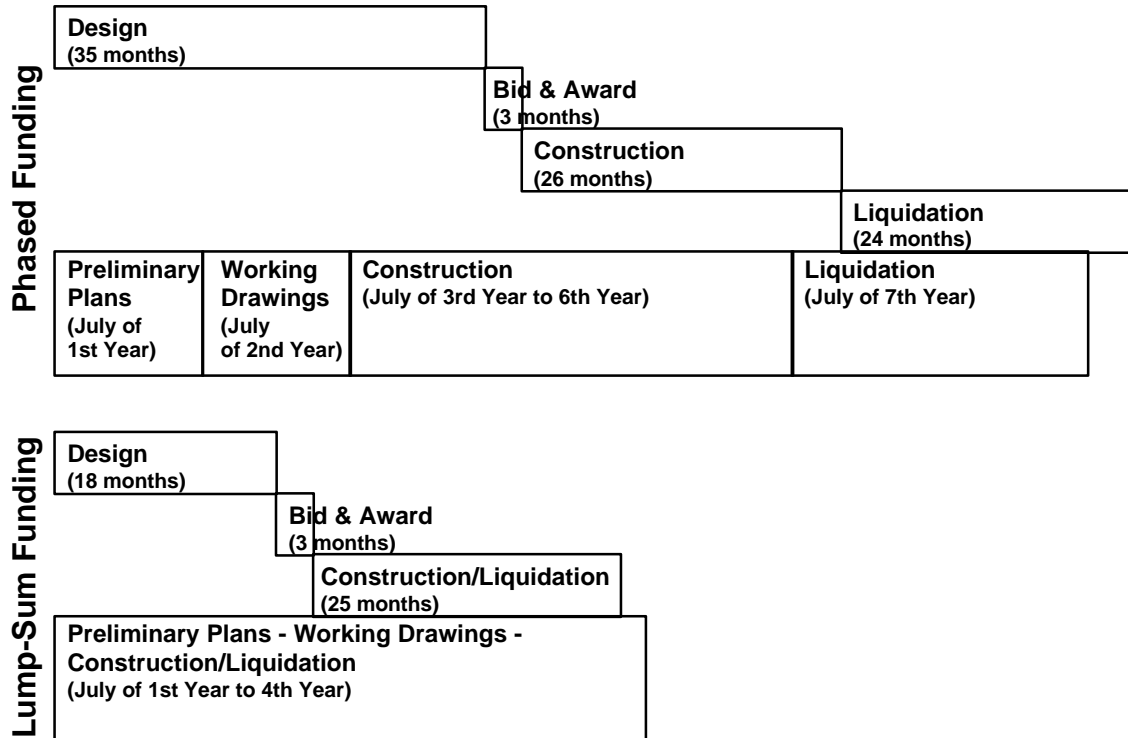 Phased Funding
Design
(35 months)
Bid & Award
(3 months)
Construction
(26 months)
Liquidation
(24 months)
Preliminary
Plans
(July of
1st Year)
Working
Drawings
(July
of 2nd Year)
Construction
(July of 3rd Year to 6th Year)
Liquidation
(July of 7th Year)
Lump-Sum Funding
Design
(18 months)
Bid & Award
(3 months)
Construction/Liquidation
(25 months)
Preliminary Plans - Working Drawings -
Construction/Liquidation
(July of 1st Year to 4th Year)